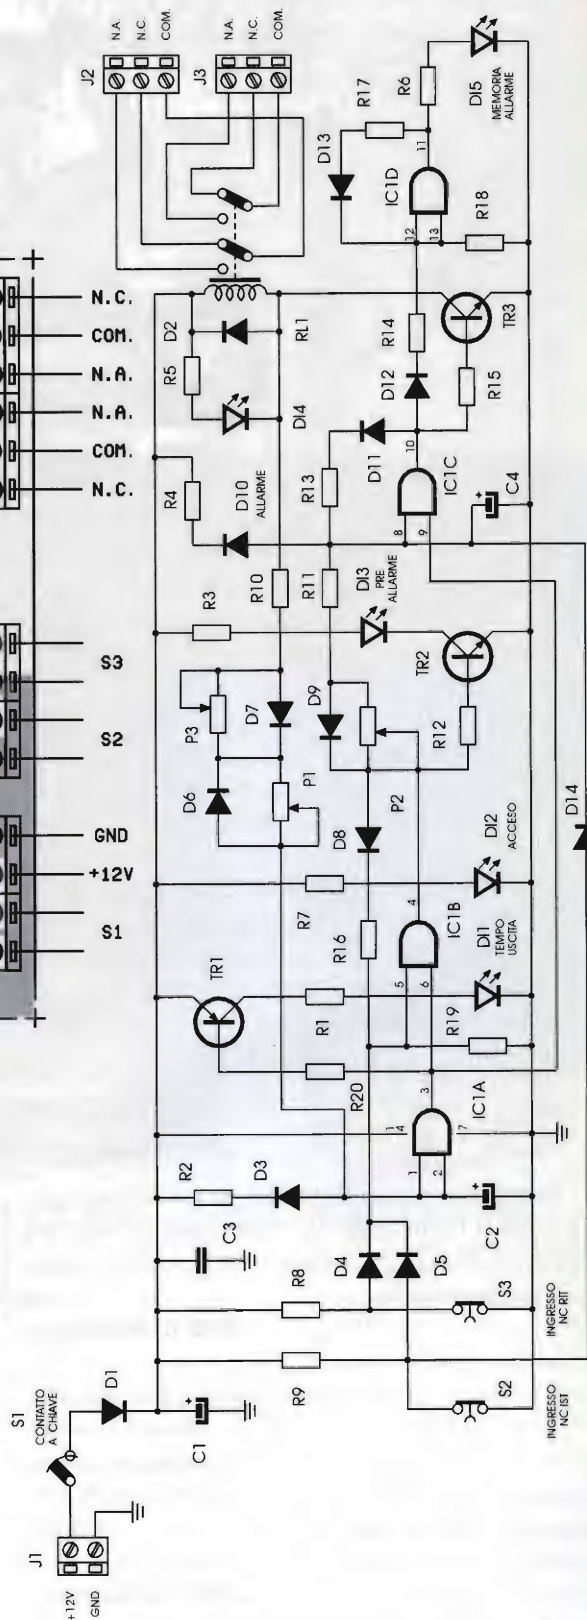 N.C.
COM.
N.A.
N.A.
COM.
N.C.
S3
S2
GND
+12V
S1
J2
N.A.
N.C.
COM.
J3
N.A.
N.C.
COM.
R17
R6
DI5
MEMORIA
ALLARME
D13
IC1D
11
12
13
R18
D2
RL1
R5
DI4
D12
R14
TR3
R15
R4
D10
ALLARME
R13
D11
10
IC1C
8
9
C4
R3
R10
R11
DI3
PRE
ALLARME
TR2
P3
D7
D9
R12
D6
P1
P2
D8
D14
R7
DI2
ACCESO
R16
4
IC1B
5
6
TR1
R1
DI1
TEMPO
USCITA
R19
R20
3
IC1A
14
7
1
2
R2
D3
C2
C3
R8
D4
D5
S3
INGRESSO
NC RIT
R9
S2
INGRESSO
NC IST
S1
CONTATTO
A CHIAVE
D1
C1
+
+
+
J1
+12V
GND